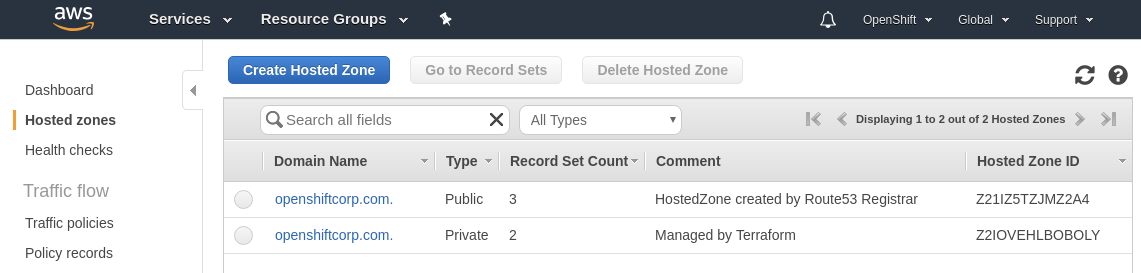 aws Services Resource Groups OpenShift Global Support
Create Hosted Zone Go to Record Sets Delete Hosted Zone
Dashboard
Hosted zones
Health checks
Traffic flow
Traffic policies
Policy records
Search all fields All Types Displaying 1 to 2 out of 2 Hosted Zones
Domain Name Type Record Set Count Comment Hosted Zone ID
openshiftcorp.com. Public 3 HostedZone created by Route53 Registrar Z21IZ5TZJMZ2A4
openshiftcorp.com. Private 2 Managed by Terraform Z2IOVEHLBOBOLY